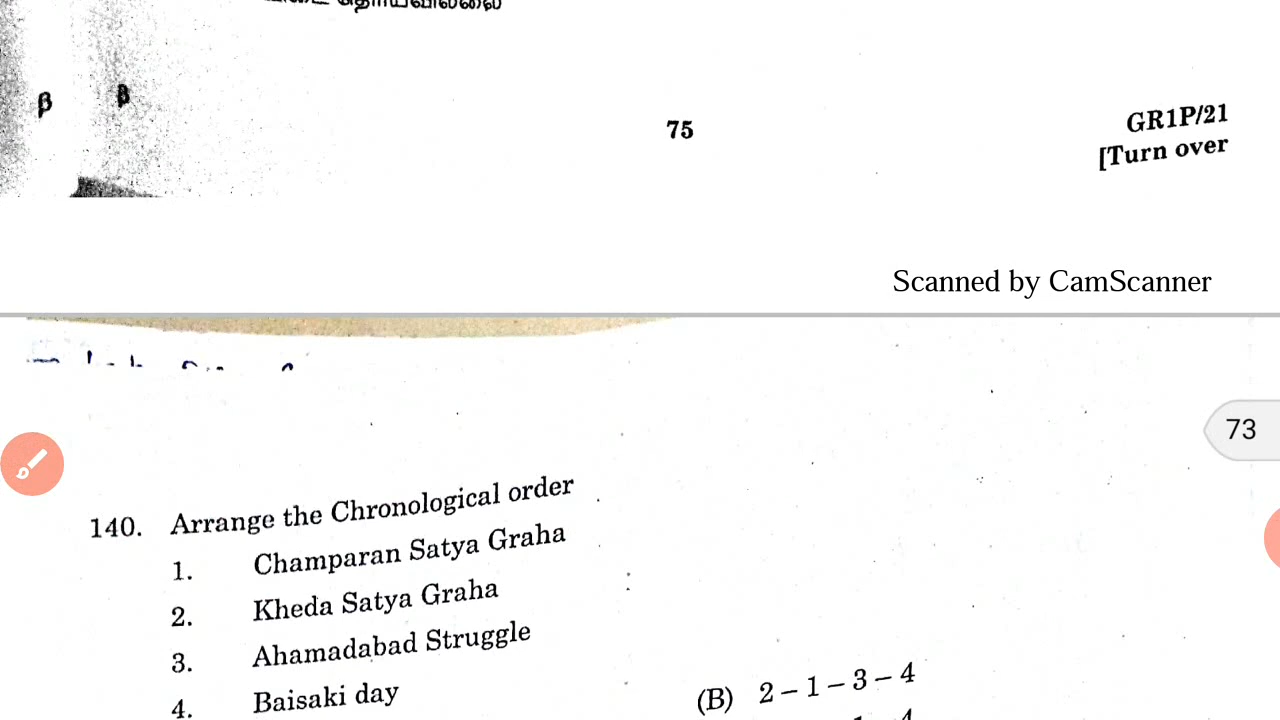 தெரியவில்லை
β β
75
GR1P/21
[Turn over
Scanned by CamScanner
73
140. Arrange the Chronological order
1. Champaran Satya Graha
2. Kheda Satya Graha
3. Ahamadabad Struggle
4. Baisaki day
(B) 2 – 1 – 3 – 4